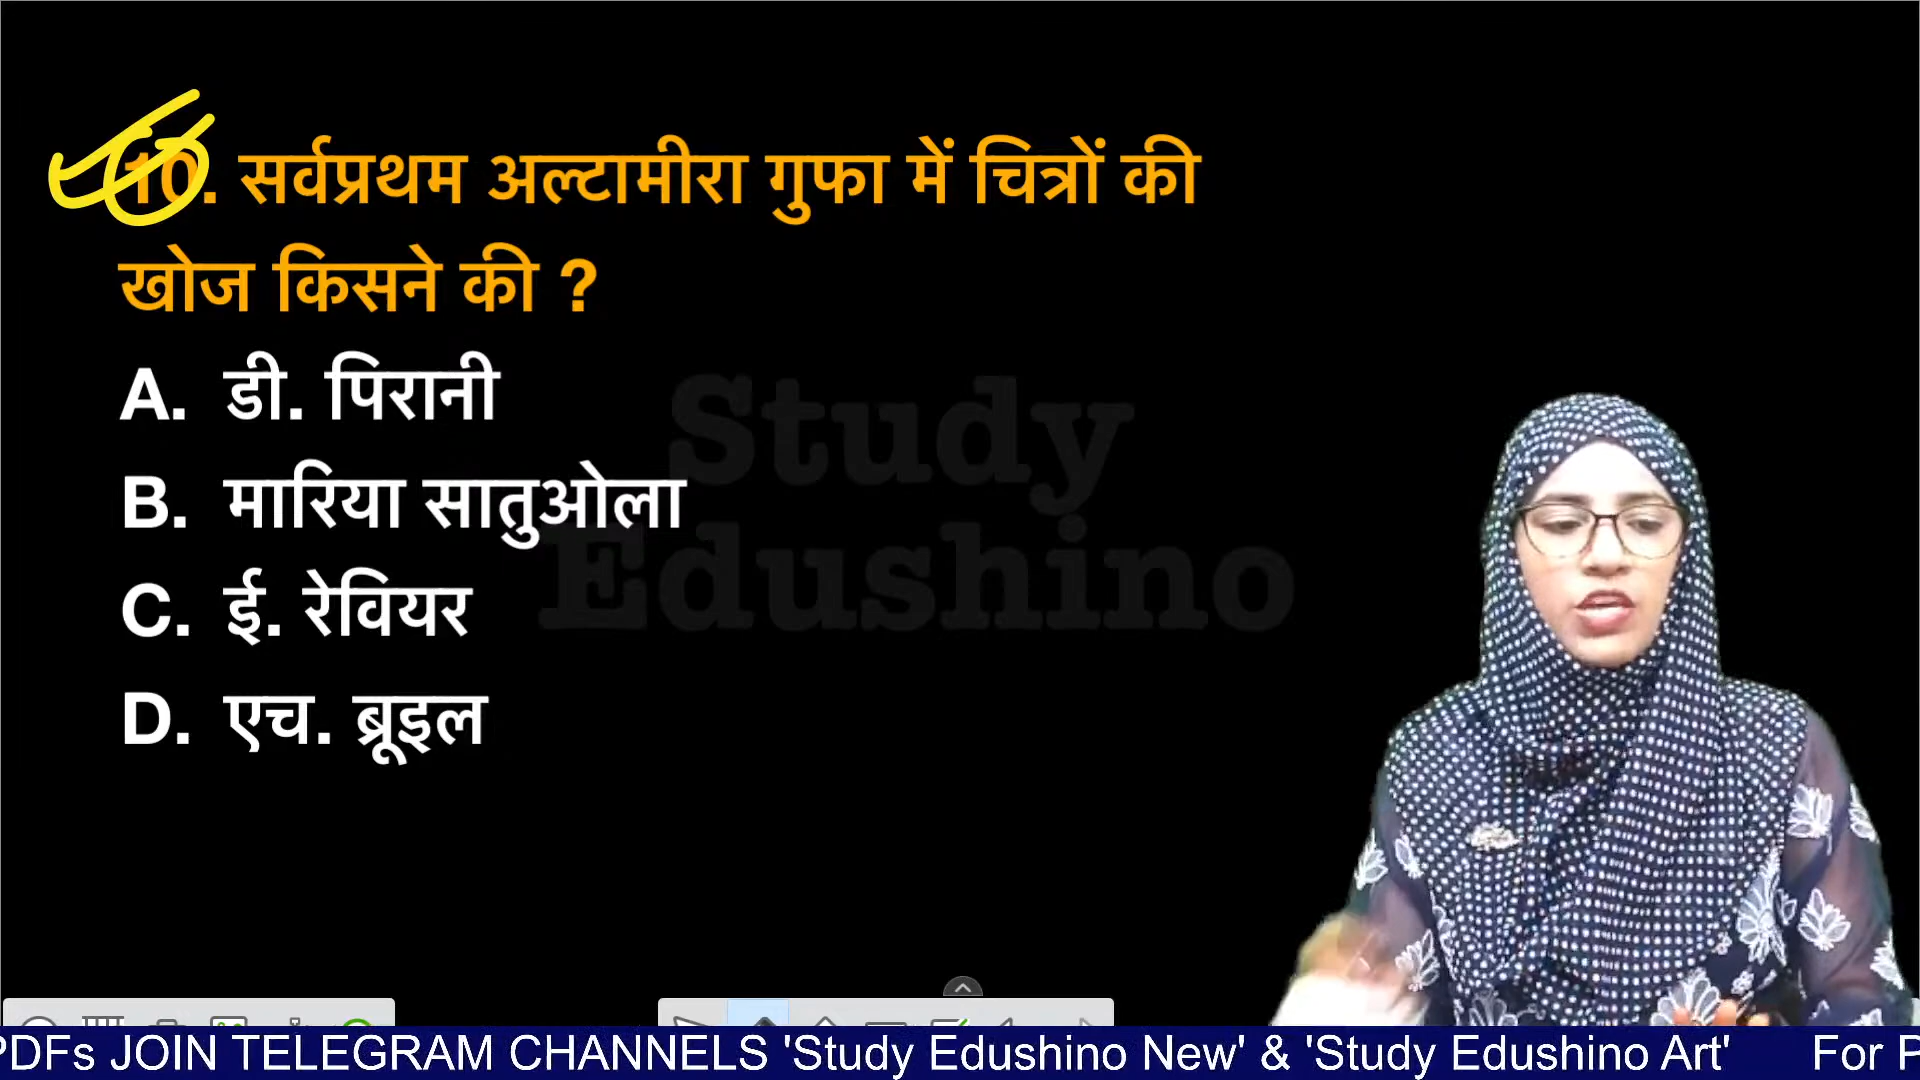 10. सर्वप्रथम अल्टामीरा गुफा में चित्रों की
खोज किसने की ?
A. डी. पिरानी
B. मारिया सातुओला
C. ई. रेवियर
D. एच. ब्रूइल
Study
Edushino
PDFs JOIN TELEGRAM CHANNELS 'Study Edushino New' & 'Study Edushino Art' For P